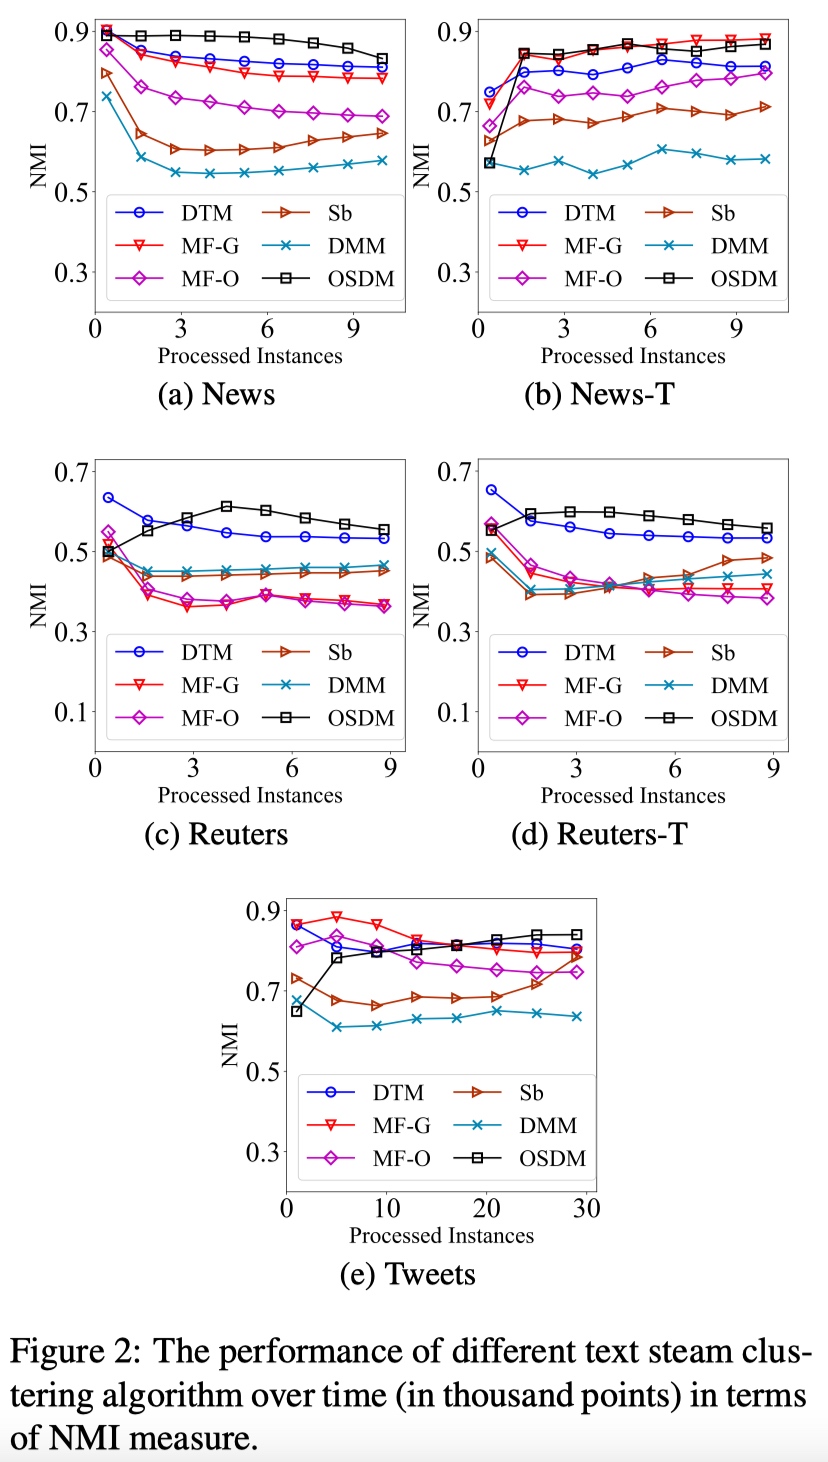 0.9
0.7
0.5
0.3
NMI
DTM
MF-G
MF-O
Sb
DMM
OSDM
0 3 6 9
Processed Instances
(a) News
0.9
0.7
0.5
0.3
NMI
DTM
MF-G
MF-O
Sb
DMM
OSDM
0 3 6 9
Processed Instances
(b) News-T
0.7
0.5
0.3
0.1
NMI
DTM
MF-G
MF-O
Sb
DMM
OSDM
0 3 6 9
Processed Instances
(c) Reuters
0.7
0.5
0.3
0.1
NMI
DTM
MF-G
MF-O
Sb
DMM
OSDM
0 3 6 9
Processed Instances
(d) Reuters-T
0.9
0.7
0.5
0.3
NMI
DTM
MF-G
MF-O
Sb
DMM
OSDM
0 10 20 30
Processed Instances
(e) Tweets
Figure 2: The performance of different text steam clus-
tering algorithm over time (in thousand points) in terms
of NMI measure.